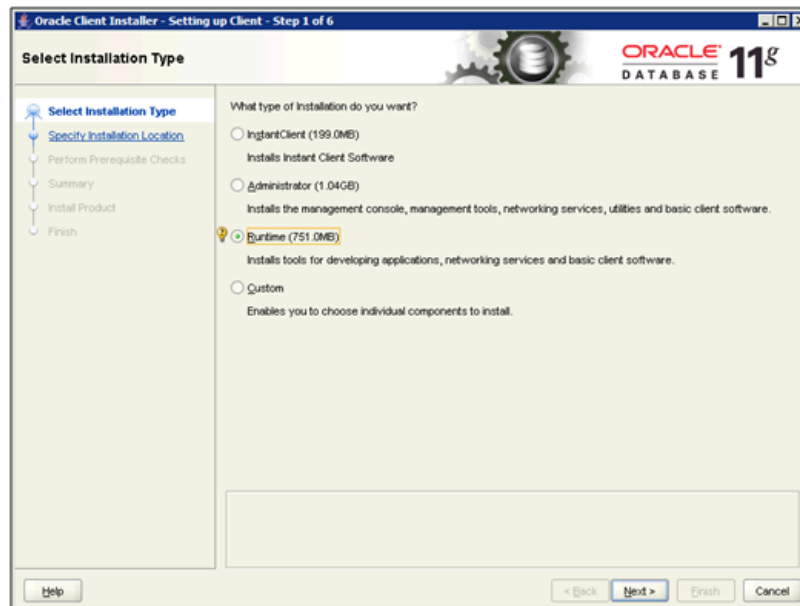 Oracle Client Installer - Setting up Client - Step 1 of 6
Select Installation Type
ORACLE
DATABASE 11g
Select Installation Type
Specify Installation Location
Perform Prerequisite Checks
Summary
Install Product
Finish
What type of Installation do you want?
InstantClient (199.0MB)
Installs Instant Client Software
Administrator (1.04GB)
Installs the management console, management tools, networking services, utilities and basic client software.
Runtime (751.0MB)
Installs tools for developing applications, networking services and basic client software.
Custom
Enables you to choose individual components to install.
Help
< Back
Next >
Finish
Cancel